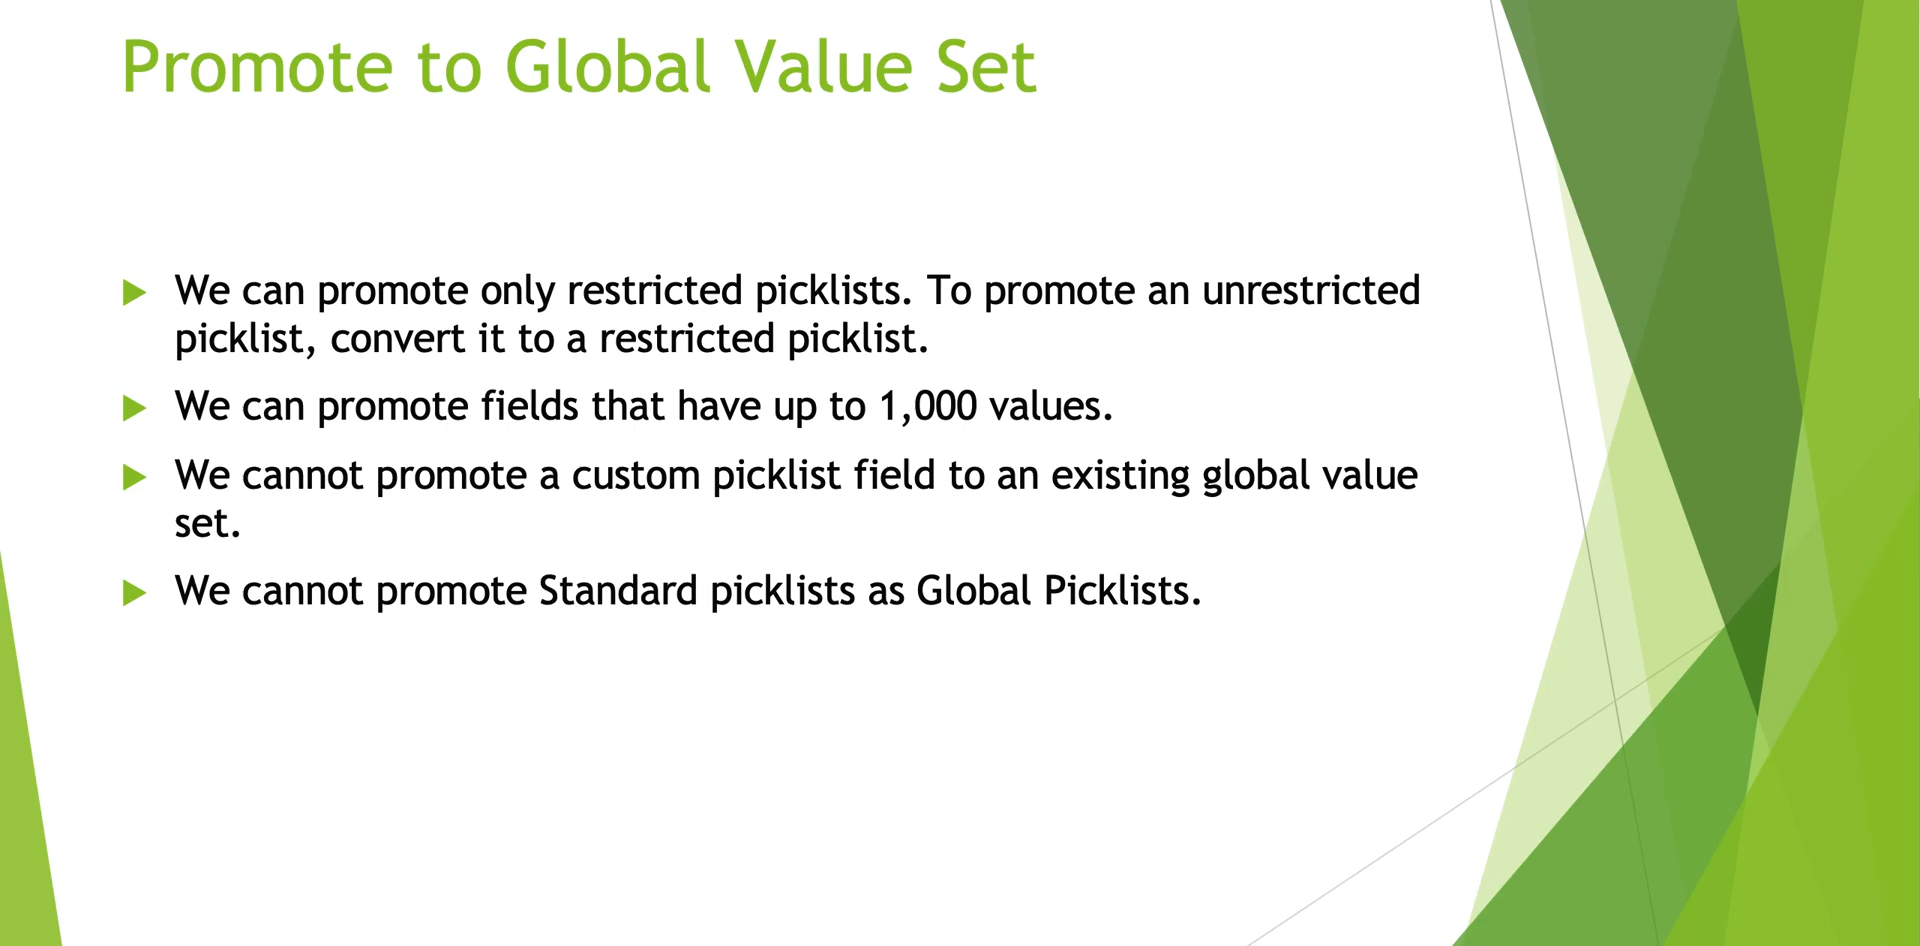 Promote to Global Value Set
We can promote only restricted picklists. To promote an unrestricted
picklist, convert it to a restricted picklist.
We can promote fields that have up to 1,000 values.
We cannot promote a custom picklist field to an existing global value
set.
We cannot promote Standard picklists as Global Picklists.